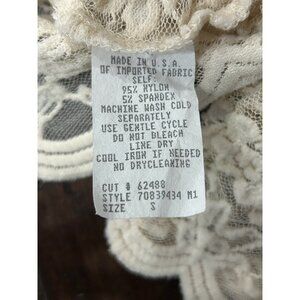 MADE IN U.S.A.
OF IMPORTED FABRIC
SELF:
95% NYLON
5% SPANDEX
MACHINE WASH COLD
SEPARATELY
USE GENTLE CYCLE
DO NOT BLEACH
LINE DRY
COOL IRON IF NEEDED
NO DRYCLEANING
CUT # 62488
STYLE 70839434 M1
SIZE S